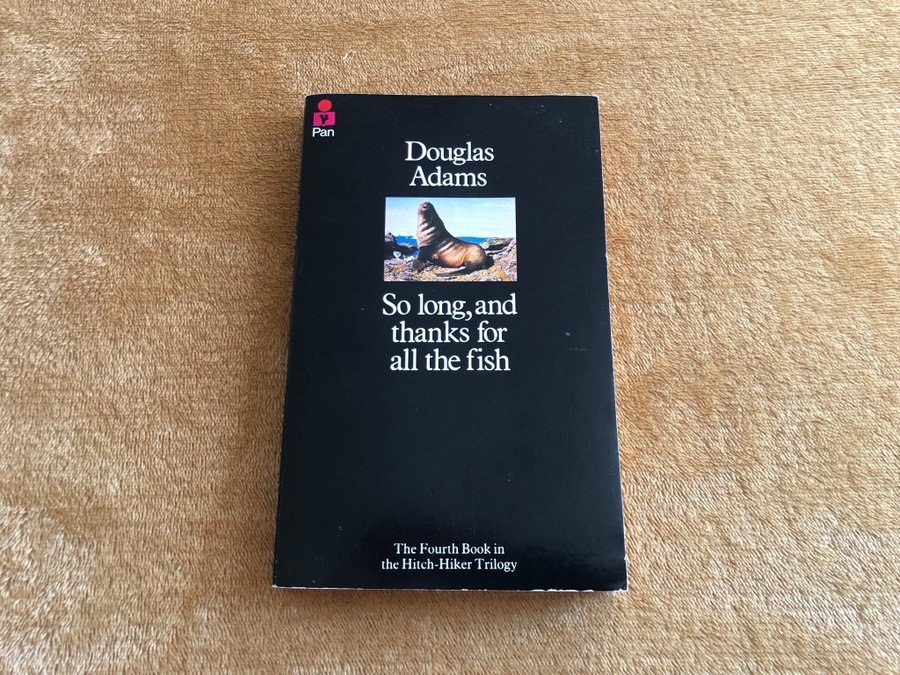 Pan
Douglas
Adams
So long, and
thanks for
all the fish
The Fourth Book in
the Hitch-Hiker Trilogy